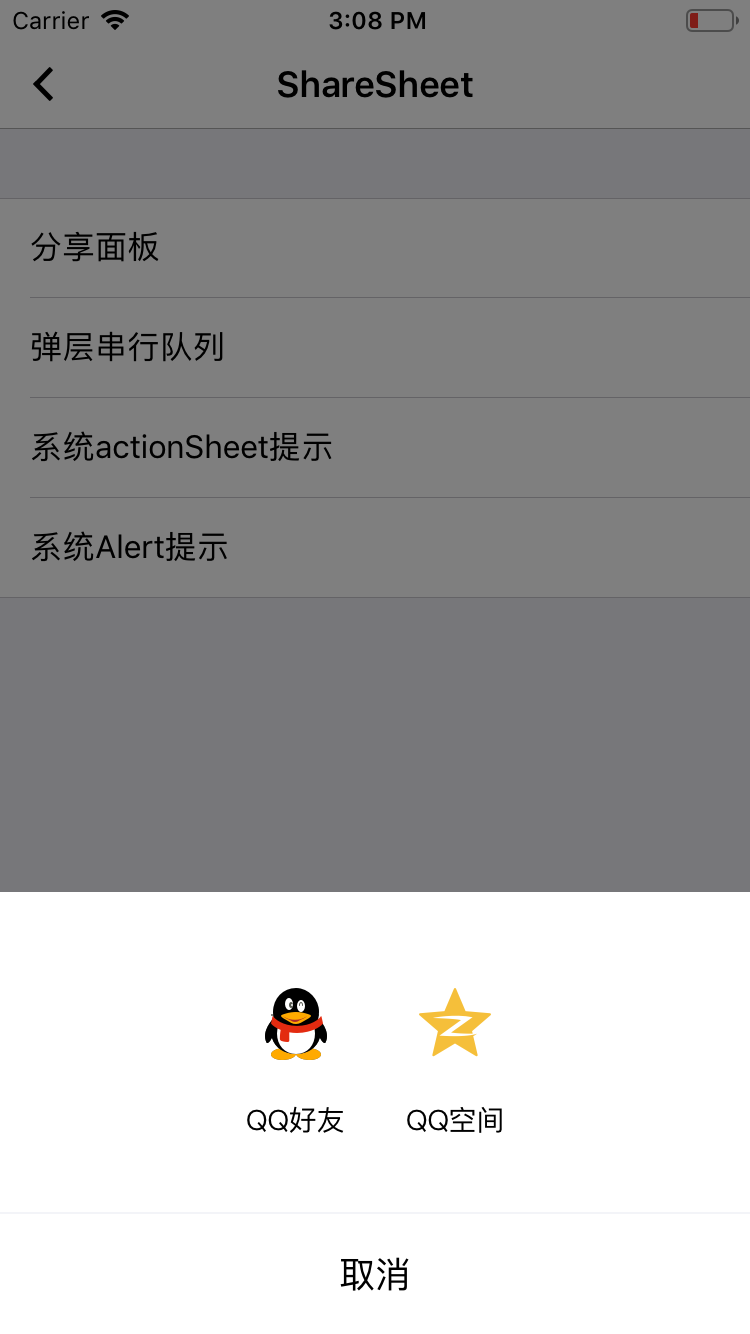 Carrier 3:08 PM
ShareSheet
分享面板
弹层串行队列
系统actionSheet提示
系统Alert提示
QQ好友 QQ空间
取消